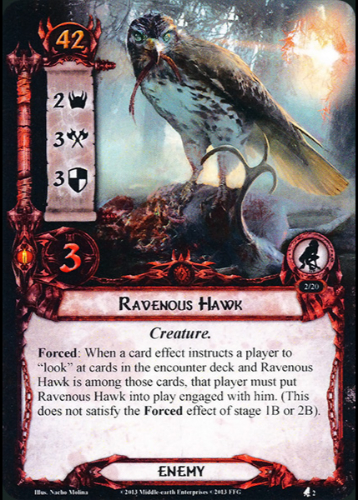 42
2
3
3
3
2/20
Ravenous Hawk
Creature.
Forced: When a card effect instructs a player to
"look" at cards in the encounter deck and Ravenous
Hawk is among those cards, that player must put
Ravenous Hawk into play engaged with him. (This
does not satisfy the Forced effect of stage 1B or 2B).
ENEMY
Illus. Nacho Molina
©2013 Middle-earth Enterprises ©2013 FFG